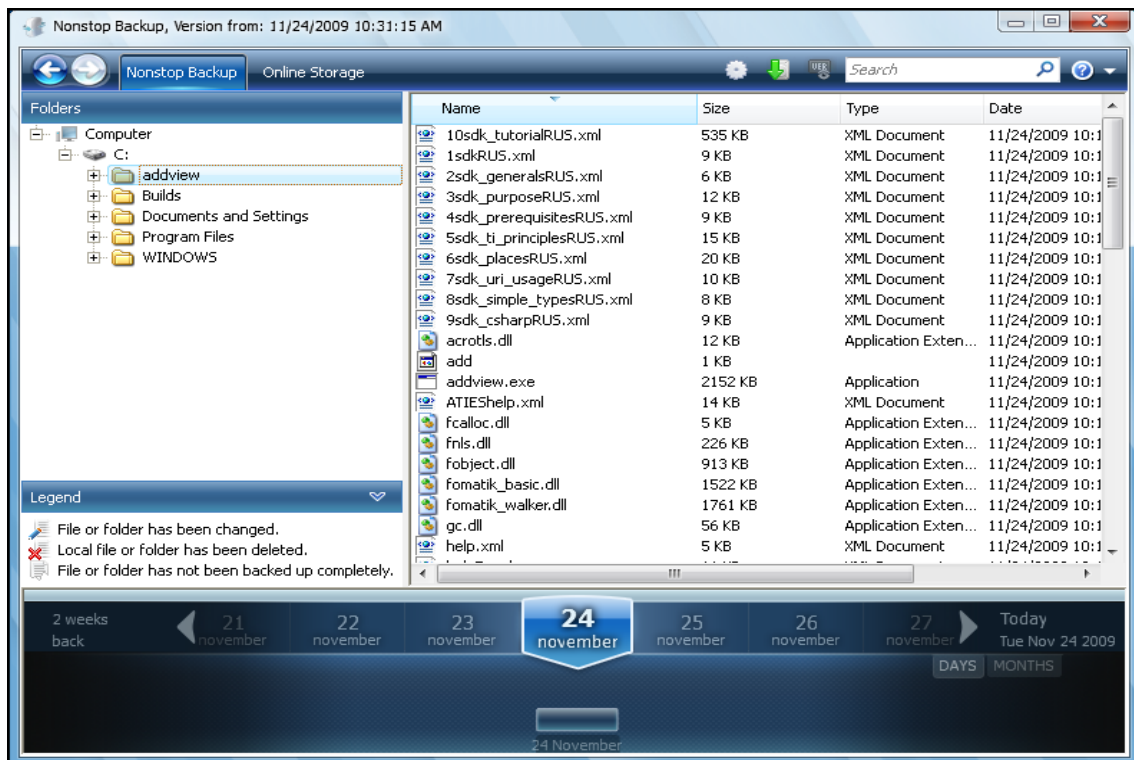 Nonstop Backup, Version from: 11/24/2009 10:31:15 AM
Nonstop Backup Online Storage VER Search
Folders
Computer
C:
addview
Builds
Documents and Settings
Program Files
WINDOWS
Name Size Type Date
10sdk_tutorialRUS.xml 535 KB XML Document 11/24/2009 10:1
1sdkRUS.xml 9 KB XML Document 11/24/2009 10:1
2sdk_generalsRUS.xml 6 KB XML Document 11/24/2009 10:1
3sdk_purposeRUS.xml 12 KB XML Document 11/24/2009 10:1
4sdk_prerequisitesRUS.xml 9 KB XML Document 11/24/2009 10:1
5sdk_ti_principlesRUS.xml 15 KB XML Document 11/24/2009 10:1
6sdk_placesRUS.xml 20 KB XML Document 11/24/2009 10:1
7sdk_uri_usageRUS.xml 10 KB XML Document 11/24/2009 10:1
8sdk_simple_typesRUS.xml 8 KB XML Document 11/24/2009 10:1
9sdk_csharpRUS.xml 9 KB XML Document 11/24/2009 10:1
acrotls.dll 12 KB Application Exten... 11/24/2009 10:1
add 1 KB 11/24/2009 10:1
addview.exe 2152 KB Application 11/24/2009 10:1
ATIEShelp.xml 14 KB XML Document 11/24/2009 10:1
fcalloc.dll 5 KB Application Exten... 11/24/2009 10:1
fnls.dll 226 KB Application Exten... 11/24/2009 10:1
fobject.dll 913 KB Application Exten... 11/24/2009 10:1
fomatik_basic.dll 1522 KB Application Exten... 11/24/2009 10:1
fomatik_walker.dll 1761 KB Application Exten... 11/24/2009 10:1
gc.dll 56 KB Application Exten... 11/24/2009 10:1
help.xml 5 KB XML Document 11/24/2009 10:1
Legend
File or folder has been changed.
Local file or folder has been deleted.
File or folder has not been backed up completely.
2 weeks back
21 november
22 november
23 november
24 november
25 november
26 november
27 november
Today
Tue Nov 24 2009
DAYS MONTHS
24 November